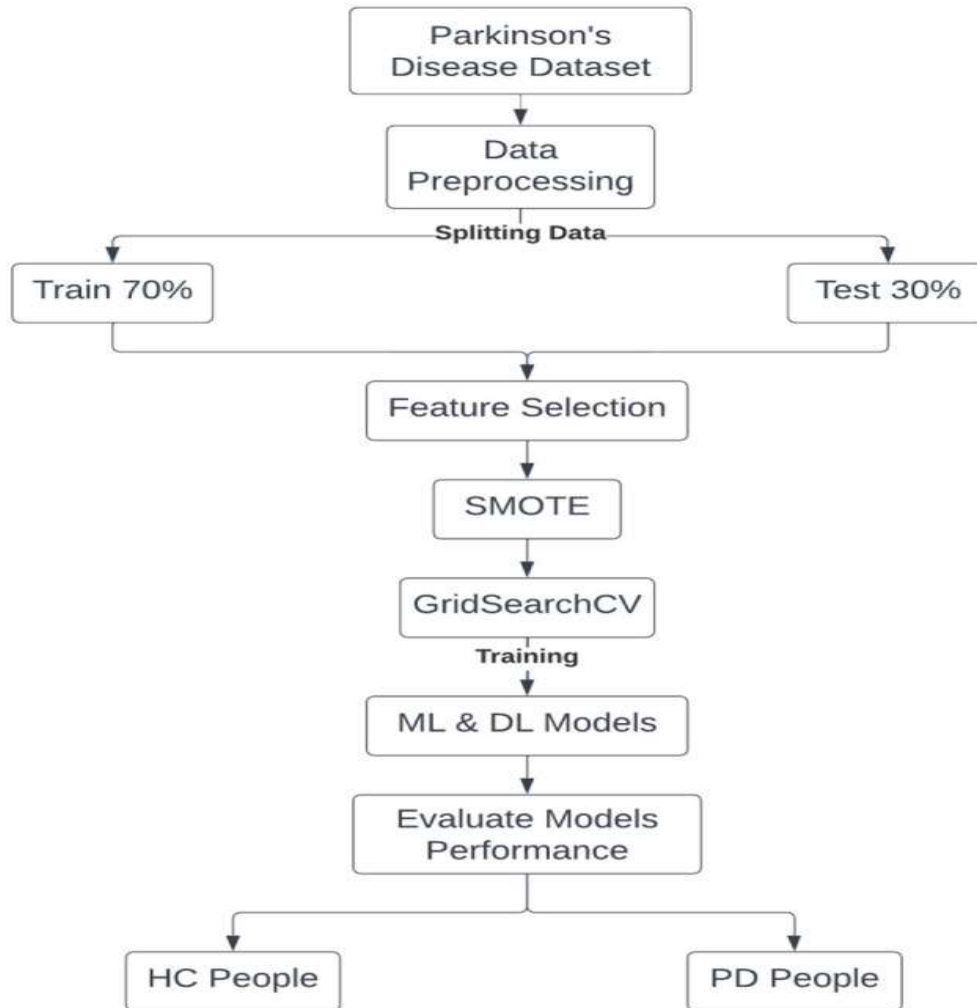 Parkinson's
Disease Dataset
Data
Preprocessing
Splitting Data
Train 70%
Test 30%
Feature Selection
SMOTE
GridSearchCV
Training
ML & DL Models
Evaluate Models
Performance
HC People
PD People